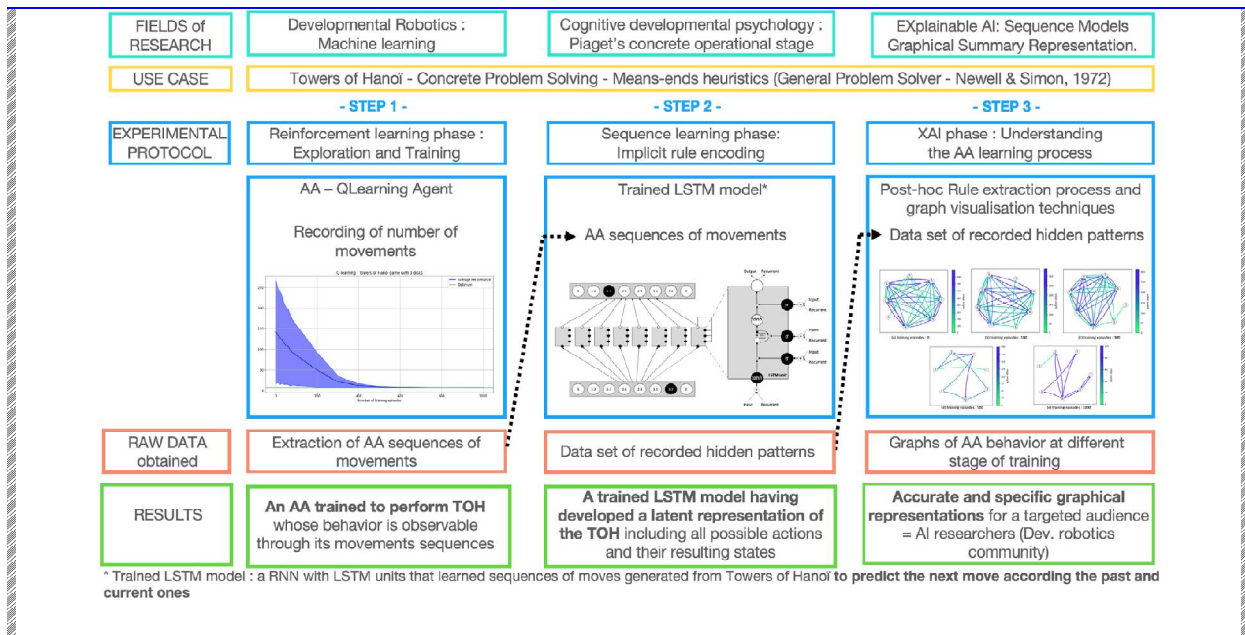 FIELDS of
RESEARCH
Developmental Robotics :
Machine learning
Cognitive developmental psychology :
Piaget's concrete operational stage
EXplainable AI: Sequence Models
Graphical Summary Representation.
USE CASE
Towers of Hanoï - Concrete Problem Solving - Means-ends heuristics (General Problem Solver - Newell & Simon, 1972)
- STEP 1 -
- STEP 2 -
- STEP 3 -
EXPERIMENTAL
PROTOCOL
Reinforcement learning phase :
Exploration and Training
Sequence learning phase:
Implicit rule encoding
XAI phase : Understanding
the AA learning process
AA – QLearning Agent
Recording of number of
movements
Trained LSTM model*
AA sequences of movements
Output
Recurrent
Input
Recurrent
Input
Recurrent
Input
Recurrent
Input
Recurrent
Post-hoc Rule extraction process and
graph visualisation techniques
Data set of recorded hidden patterns
RAW DATA
obtained
Extraction of AA sequences of
movements
Data set of recorded hidden patterns
Graphs of AA behavior at different
stage of training
RESULTS
An AA trained to perform TOH
whose behavior is observable
through its movements sequences
A trained LSTM model having
developed a latent representation of
the TOH including all possible actions
and their resulting states
Accurate and specific graphical
representations for a targeted audience
= AI researchers (Dev. robotics
community)
* Trained LSTM model : a RNN with LSTM units that learned sequences of moves generated from Towers of Hanoï to predict the next move according the past and
current ones